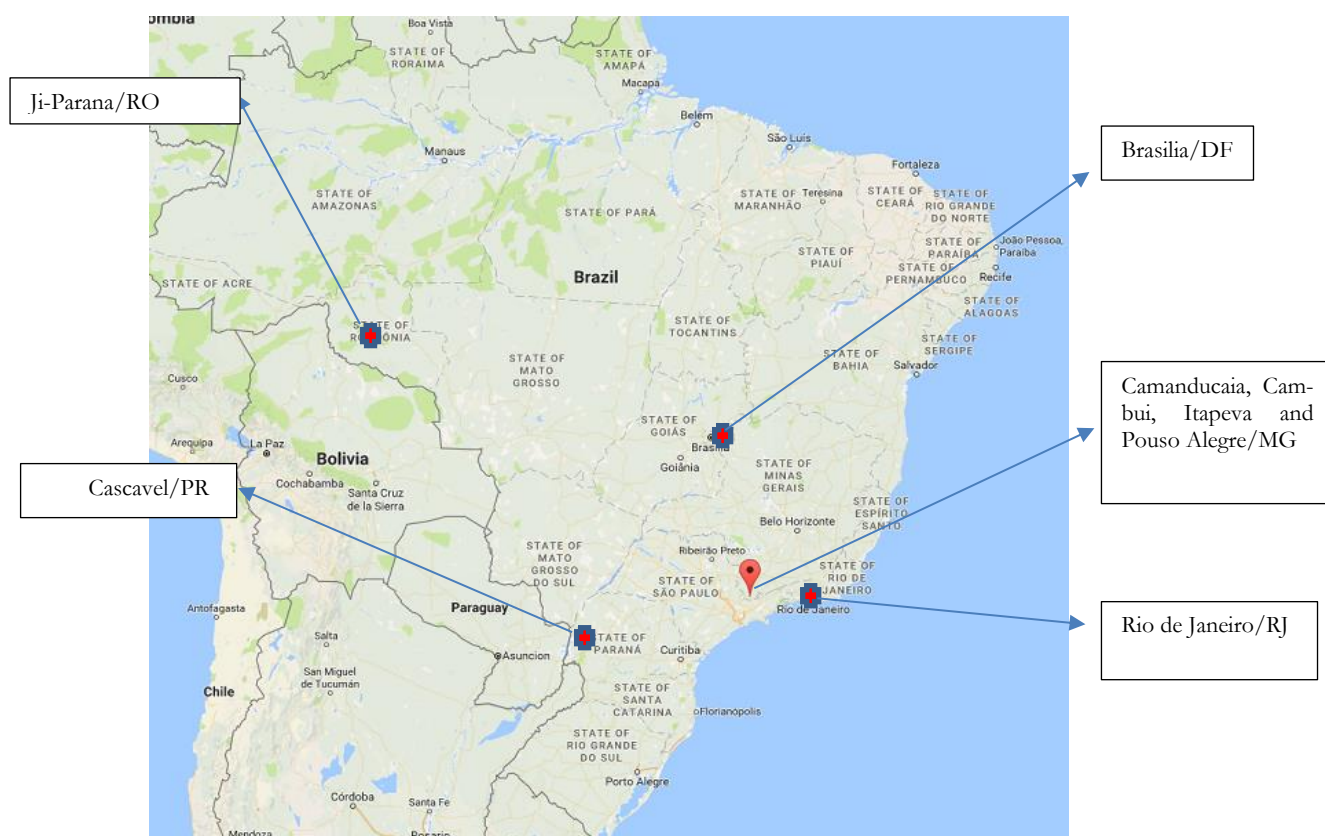 ombia
Boa Vista
STATE OF
RORAIMA
STATE OF
AMAPÁ
Macapá
Ji-Parana/RO
Belém
São Luís
Manaus
Fortaleza
Brasilia/DF
STATE OF
AMAZONAS
STATE OF PARÁ
STATE OF
MARANHÃO
Teresina
STATE OF
CEARÁ
STATE OF
RIO GRANDE
DO NORTE
João Pessoa,
Paraíba
STATE OF
PARAÍBA
STATE OF
PIAUÍ
STATE OF
PERNAMBUCO
Recife
Brazil
STATE OF ACRE
STATE OF
ALAGOAS
STATE OF
RONDÔNIA
STATE OF
TOCANTINS
STATE OF
SERGIPE
STATE OF
MATO
GROSSO
STATE OF
BAHIA
Salvador
Cusco
Camanducaia, Cam-
bui, Itapeva and
Pouso Alegre/MG
STATE OF
GOIÁS
Brasília
Goiânia
Arequipa
La Paz
Bolivia
Cochabamba
Santa Cruz
de la Sierra
STATE OF
MINAS
GERAIS
Cascavel/PR
STATE OF
ESPÍRITO
SANTO
Belo Horizonte
STATE OF
MATO
GROSSO
DO SUL
Ribeirão Preto
STATE OF
SÃO PAULO
STATE OF
RIO DE
JANEIRO
Rio de Janeiro
Rio de Janeiro/RJ
Antofagasta
Paraguay
Salta
Asuncion
STATE OF
PARANÁ
Curitiba
San Miguel
de Tucumán
Chile
STATE OF
SANTA
CATARINA
Florianópolis
STATE OF
RIO GRANDE
DO SUL
Porto Alegre
Córdoba
Santa Fe
Mendoza
Rosario